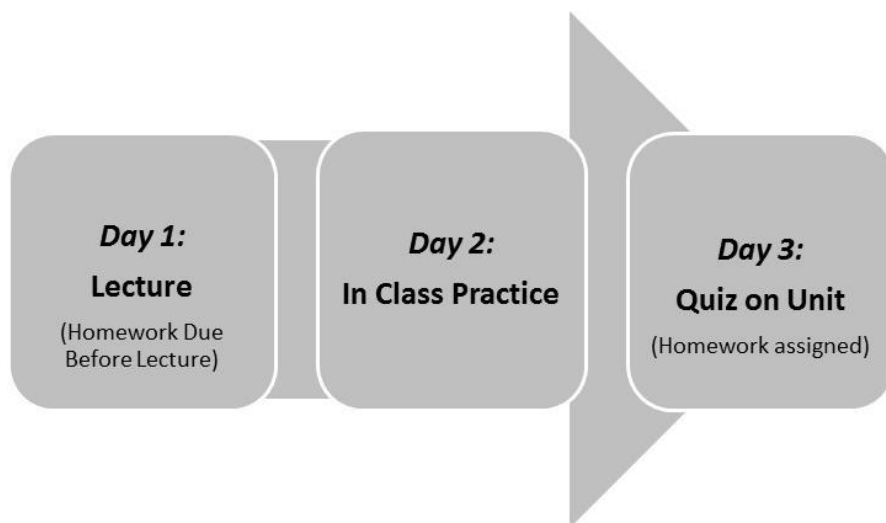 Day 1:
Lecture
(Homework Due
Before Lecture)
Day 2:
In Class Practice
Day 3:
Quiz on Unit
(Homework assigned)